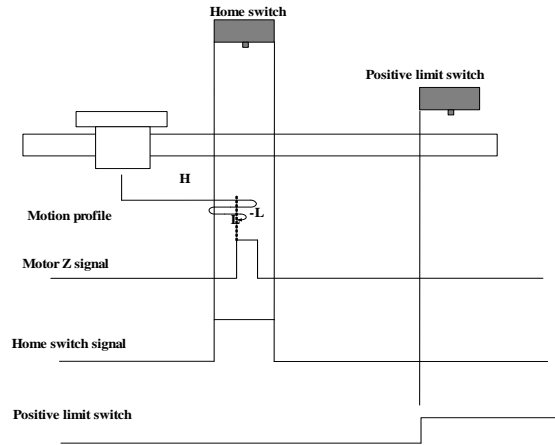 Home switch
Positive limit switch
H
-L
Motion profile
Motor Z signal
Home switch signal
Positive limit switch